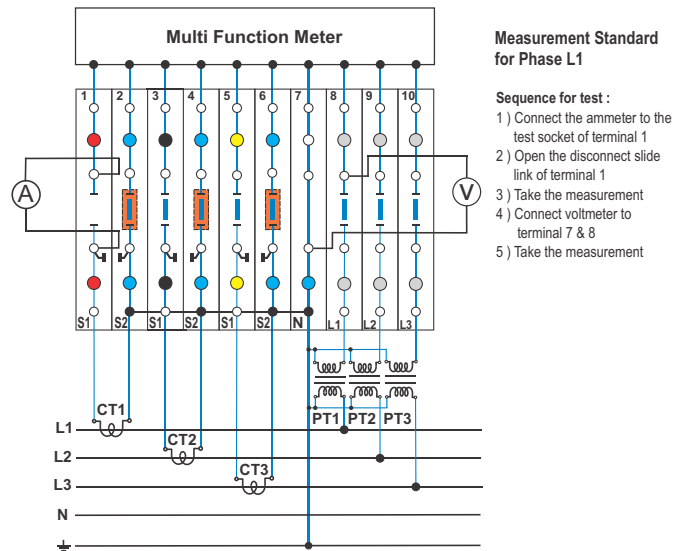 Multi Function Meter
1 2 3 4 5 6 7 8 9 10
A
V
S1 S2 S1 S2 S1 S2 N L1 L2 L3
PT1 PT2 PT3
CT1
L1
CT2
L2
CT3
L3
N
Measurement Standard
for Phase L1
Sequence for test :
1 ) Connect the ammeter to the
test socket of terminal 1
2 ) Open the disconnect slide
link of terminal 1
3 ) Take the measurement
4 ) Connect voltmeter to
terminal 7 & 8
5 ) Take the measurement